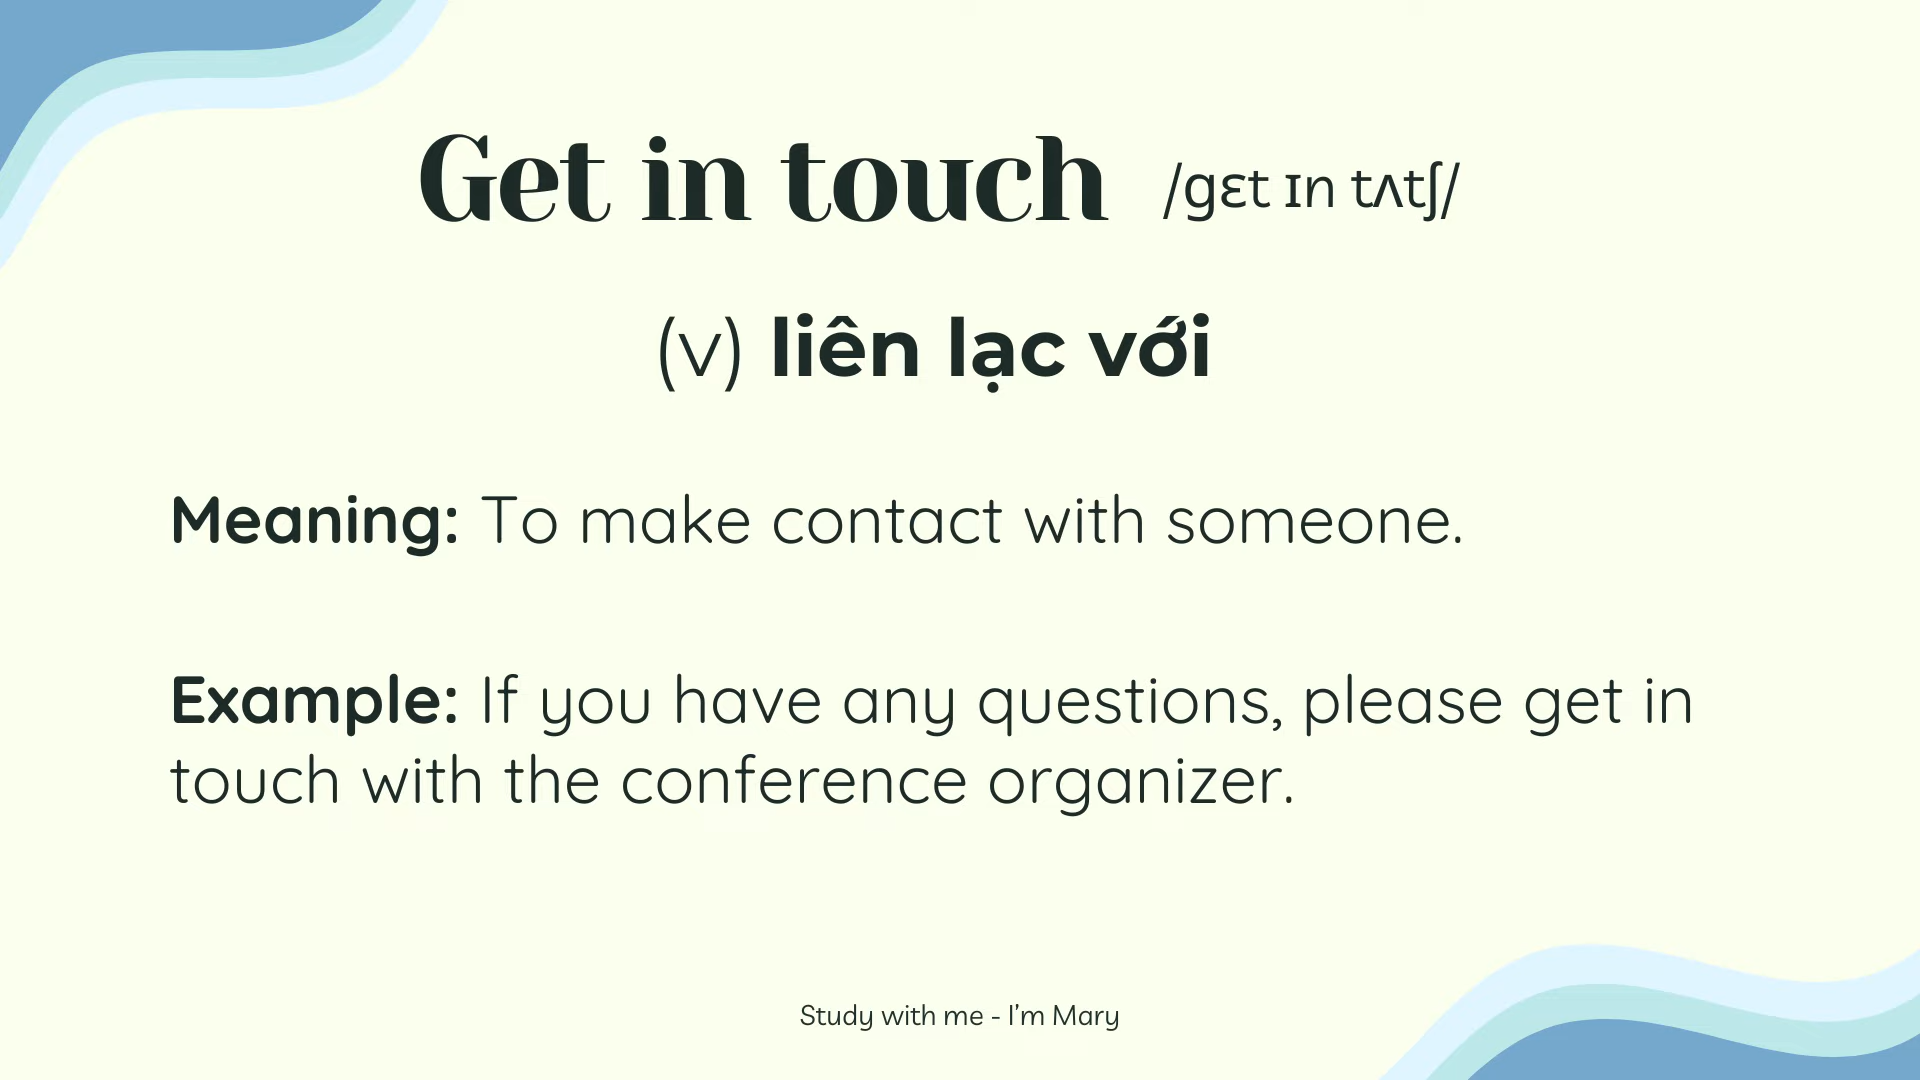 Get in touch /gɛt ɪn tʌtʃ/
(v) liên lạc với
Meaning: To make contact with someone.
Example: If you have any questions, please get in
touch with the conference organizer.
Study with me - I'm Mary